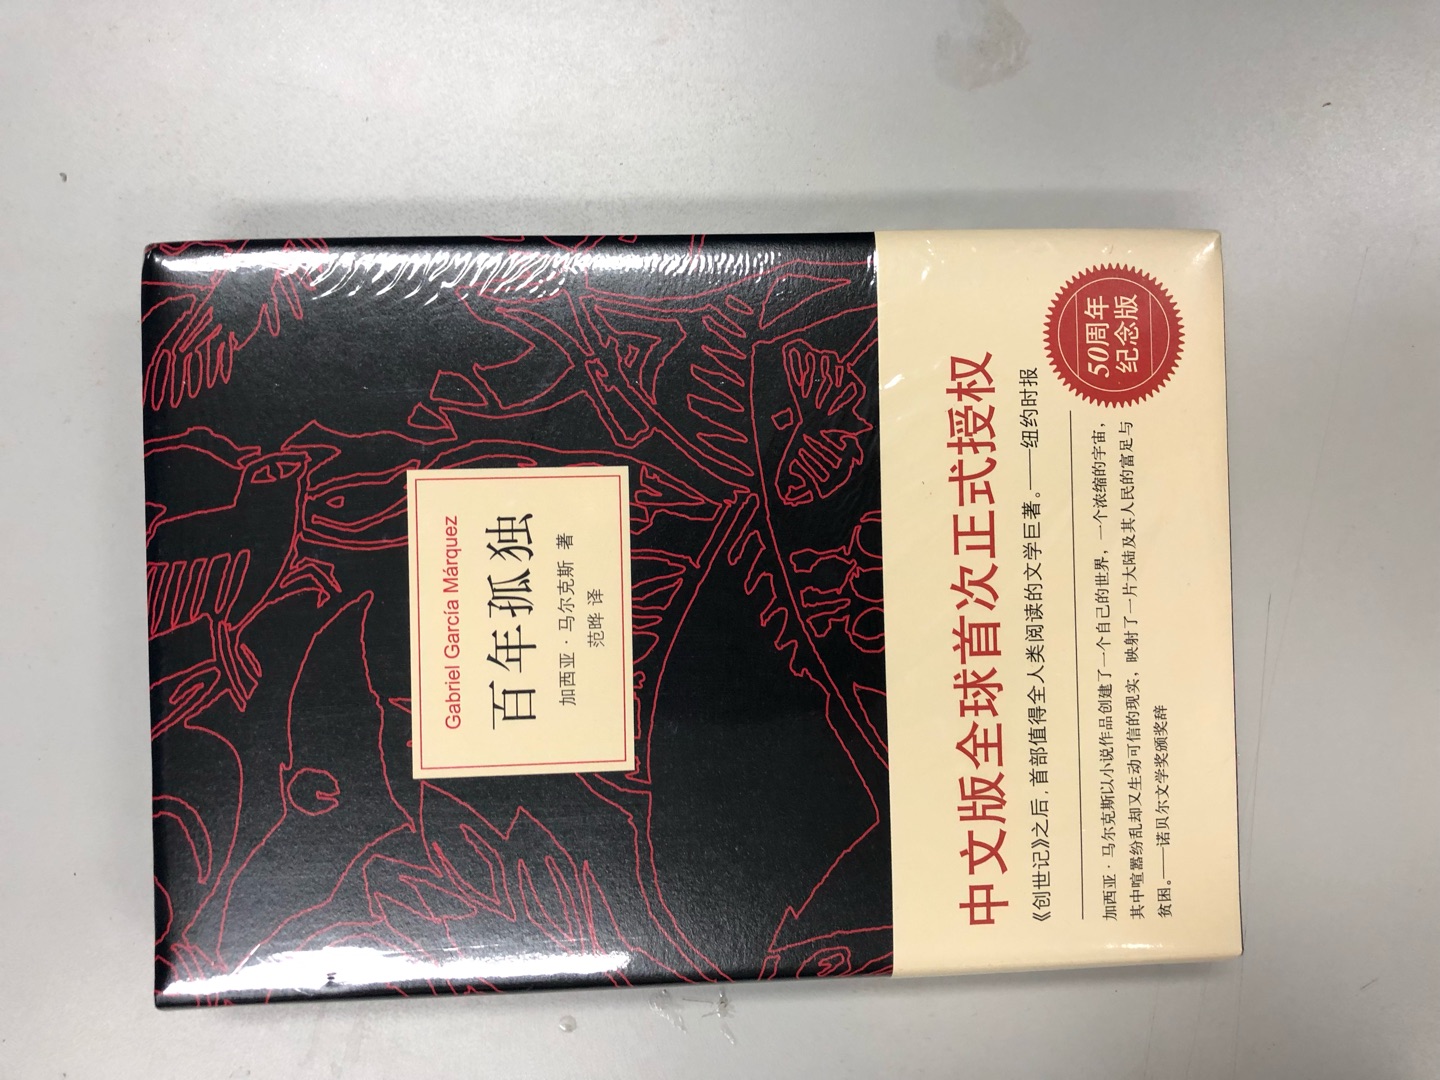 Gabriel García Márquez
百年孤独
加西亚·马尔克斯 著
范晔 译
中文版全球首次正式授权
《创世记》之后,首部值得全人类阅读的文学巨著。——纽约时报
50周年
纪念版
加西亚·马尔克斯以小说作品创建了一个自己的世界,一个浓缩的宇宙,
其中喧嚣纷乱却又生动可信的现实,映射了一片大陆及其人民的富足与
贫困。——诺贝尔文学奖颁奖辞